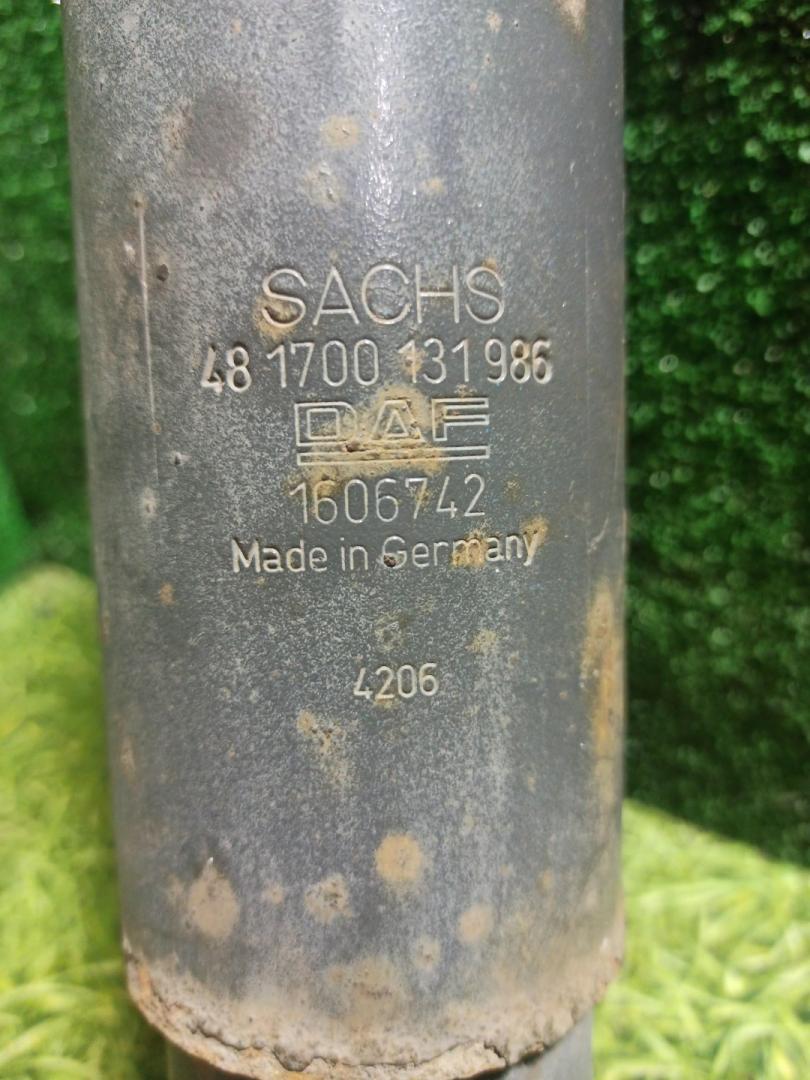 SACHS
48 1700 131 986
DAF
1606742
Made in Germany
4206